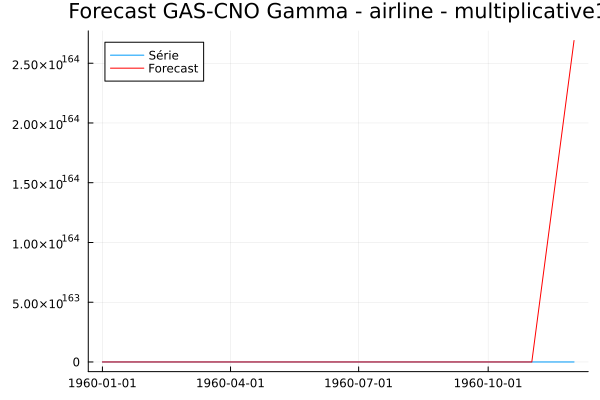 Forecast GAS-CNO Gamma - airline - multiplicative1
Série
Forecast
2.50×10^164
2.00×10^164
1.50×10^164
1.00×10^164
5.00×10^163
0
1960-01-01 1960-04-01 1960-07-01 1960-10-01